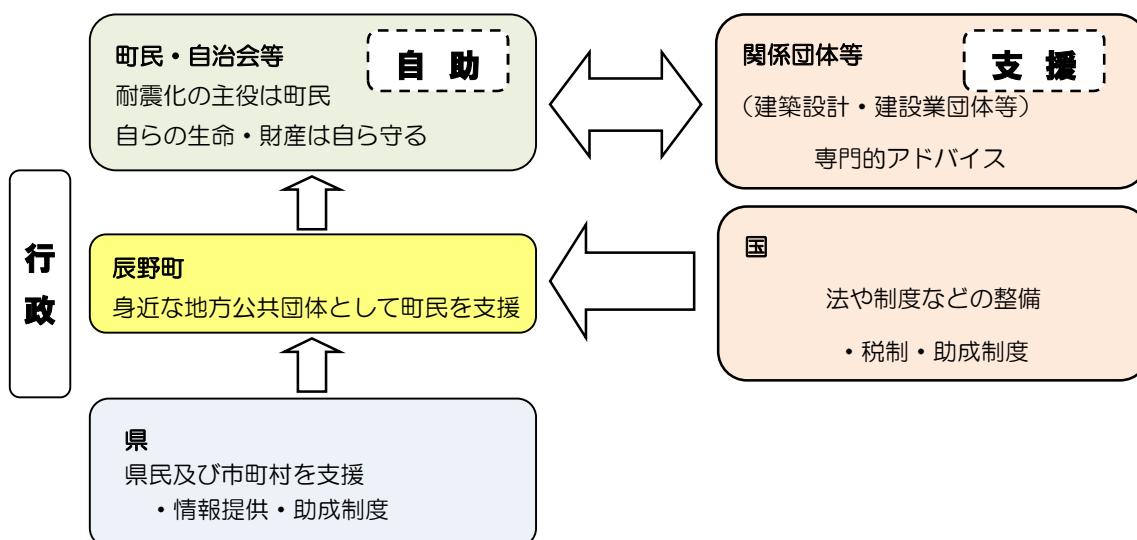 町民・自治会等
自 助
耐震化の主役は町民
自らの生命・財産は自ら守る
関係団体等
支 援
（建築設計・建設業団体等）
専門的アドバイス
行
政
辰野町
身近な地方公共団体として町民を支援
国
法や制度などの整備
・税制・助成制度
県
県民及び市町村を支援
・情報提供・助成制度